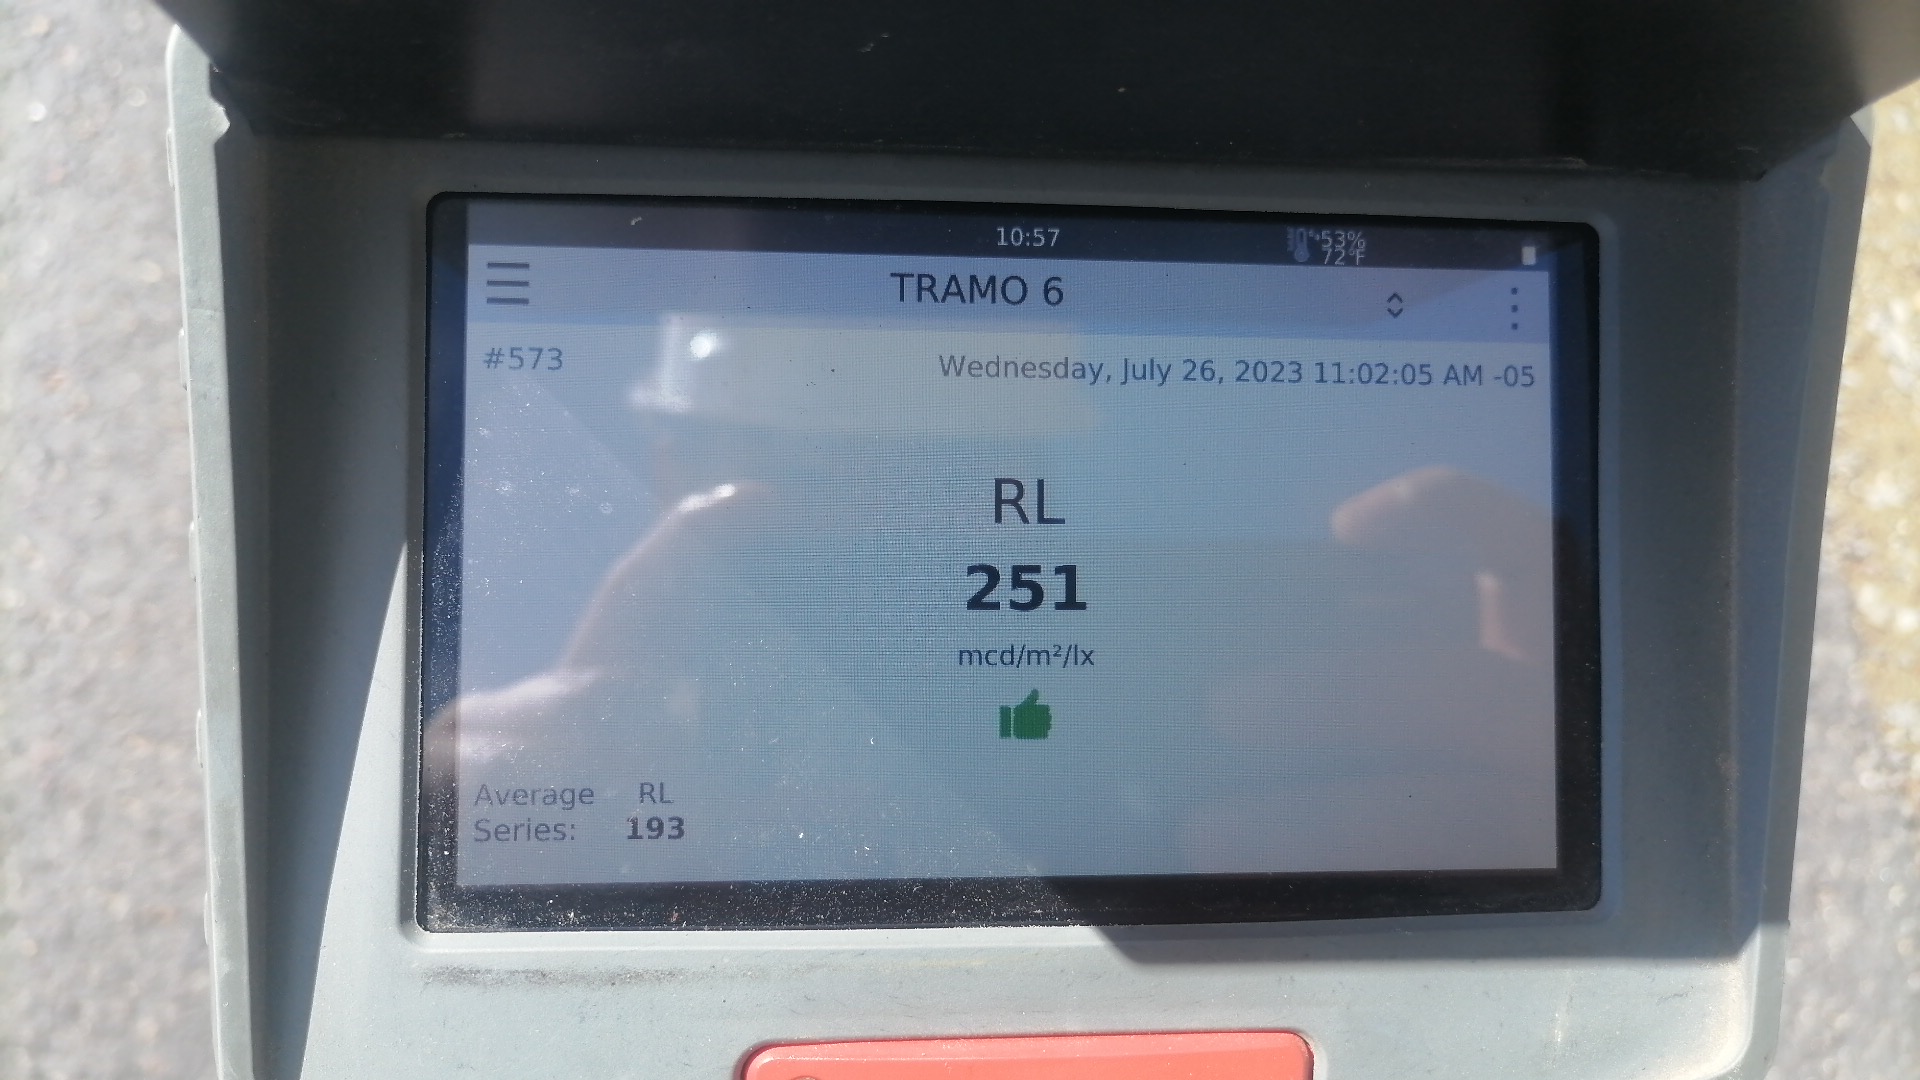 10:57
53%
72°F
TRAMO 6
#573
Wednesday, July 26, 2023 11:02:05 AM -05
RL
251
mcd/m²/lx
Average RL
Series: 193